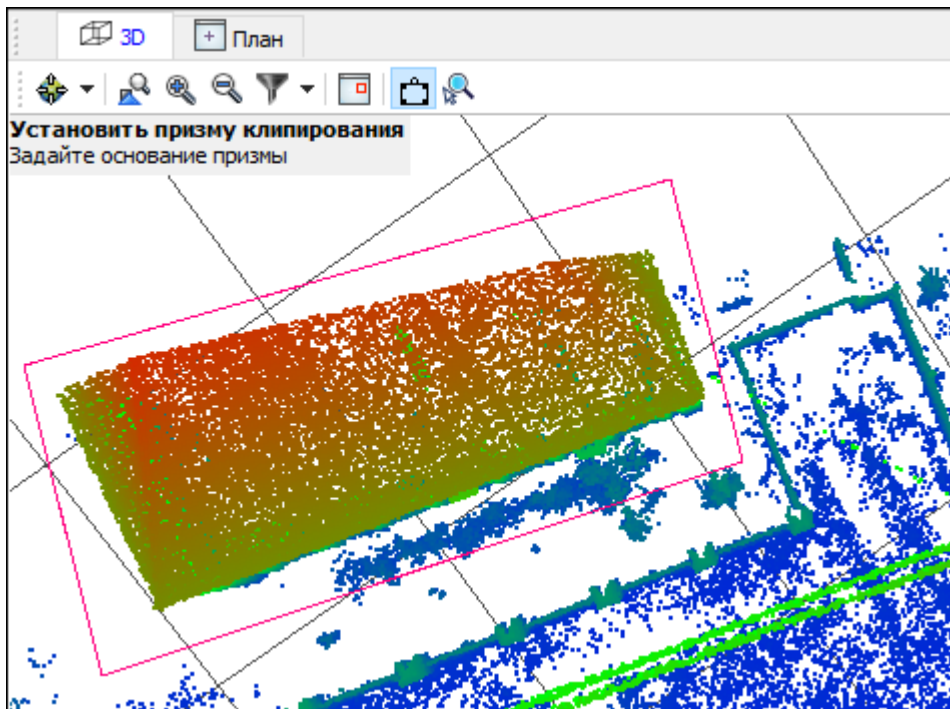 3D
План
Установить призму клипирования
Задайте основание призмы